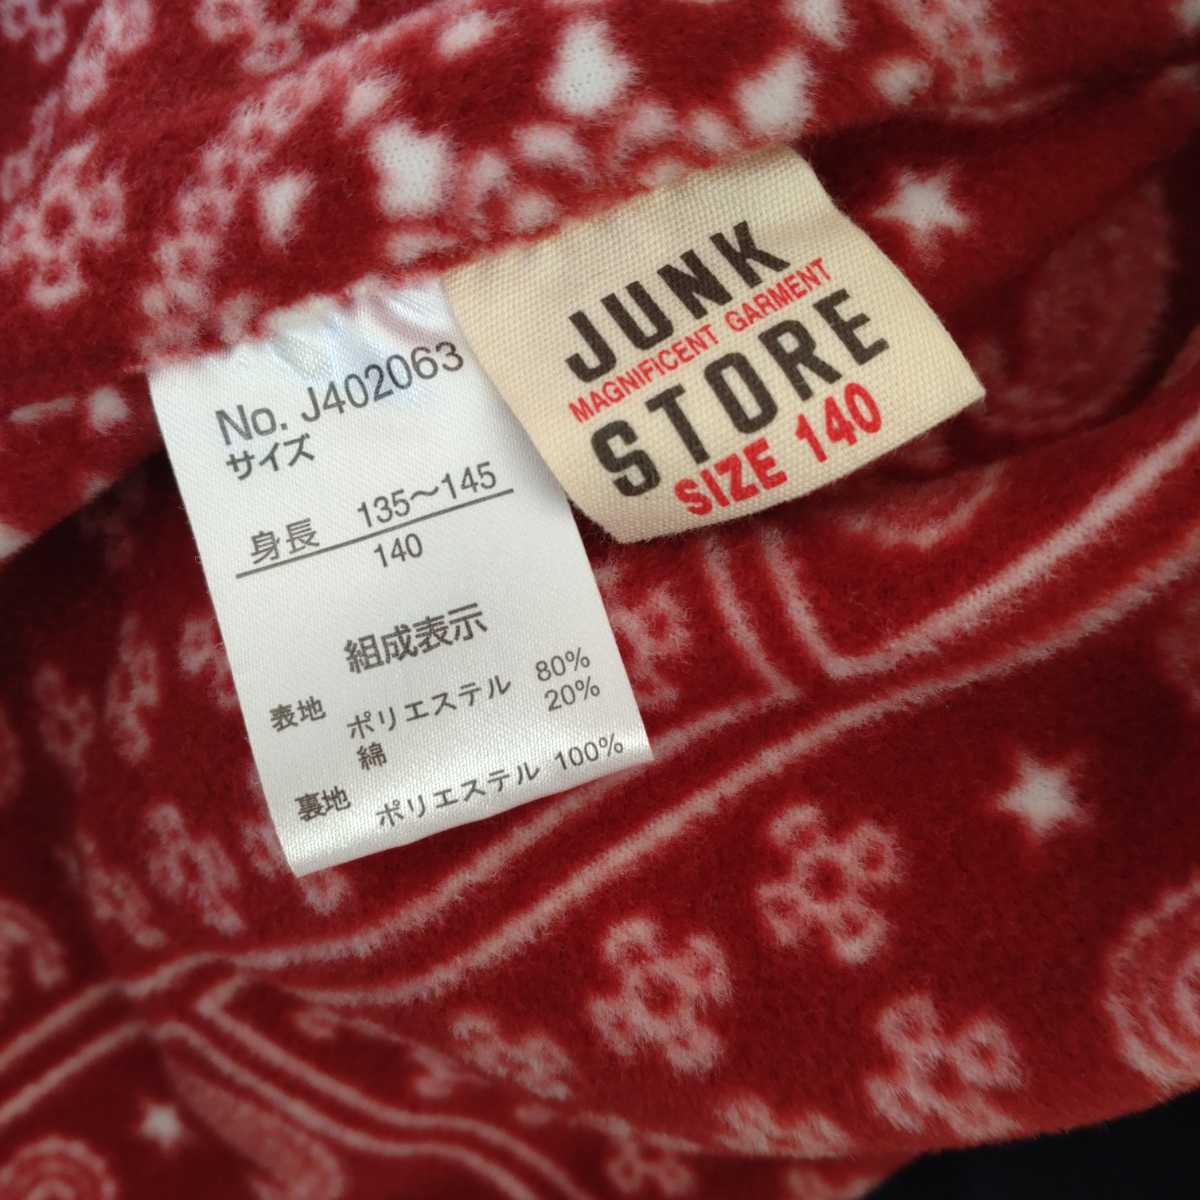 JUNK
MAGNIFICENT GARMENT
STORE
SIZE 140
No. J402063
サイズ
身長 135～145
140
組成表示
表地 ポリエステル 80%
綿 20%
裏地 ポリエステル 100%